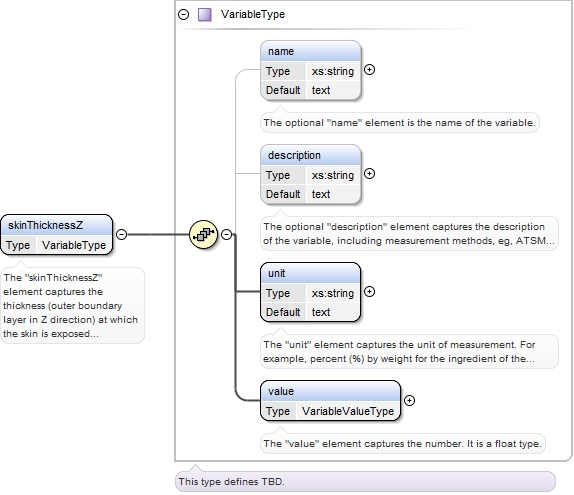 VariableType
name
Type xs:string
Default text
The optional "name" element is the name of the variable.
description
Type xs:string
Default text
The optional "description" element captures the description
of the variable, including measurement methods, eg, ATSM...
skinThicknessZ
Type VariableType
The "skinThicknessZ"
element captures the
thickness (outer boundary
layer in Z direction) at which
the skin is exposed...
unit
Type xs:string
Default text
The "unit" element captures the unit of measurement. For
example, percent (%) by weight for the ingredient of the...
value
Type VariableValueType
The "value" element captures the number. It is a float type.
This type defines TBD.